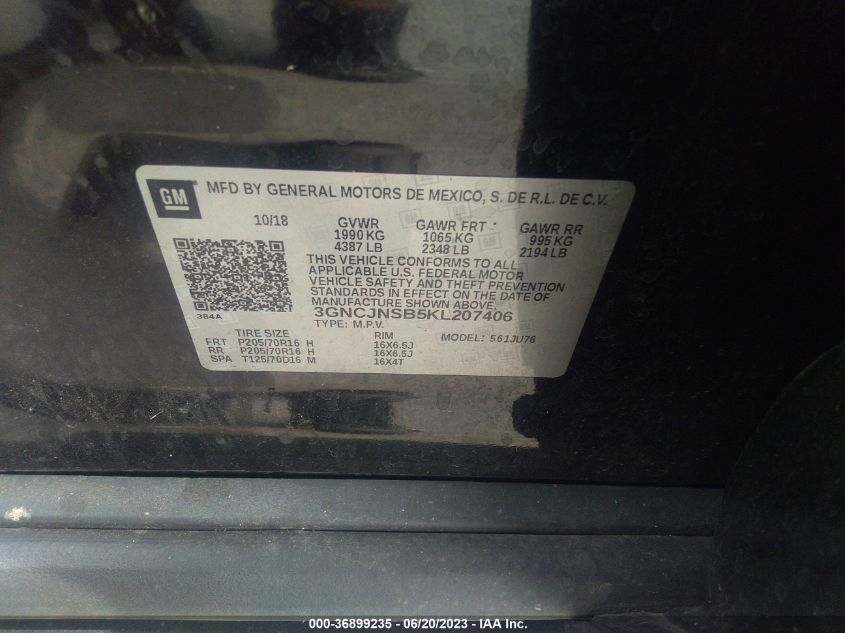 GM MFD BY GENERAL MOTORS DE MEXICO, S. DE R.L. DE C.V.
10/18 GVWR GAWR FRT GAWR RR
1990 KG 1065 KG 995 KG
4387 LB 2348 LB 2194 LB
THIS VEHICLE CONFORMS TO ALL
APPLICABLE U.S. FEDERAL MOTOR
VEHICLE SAFETY AND THEFT PREVENTION
STANDARDS IN EFFECT ON THE DATE OF
MANUFACTURE SHOWN ABOVE.
384A 3GNCJNSB5KL207406
TYPE: M.P.V.
TIRE SIZE RIM MODEL: 561JU76
FRT P205/70R16 H 16X6.5J
RR P205/70R16 H 16X6.5J
SPA T125/70D16 M 16X4T
000-36899235 - 06/20/2023 - IAA Inc.